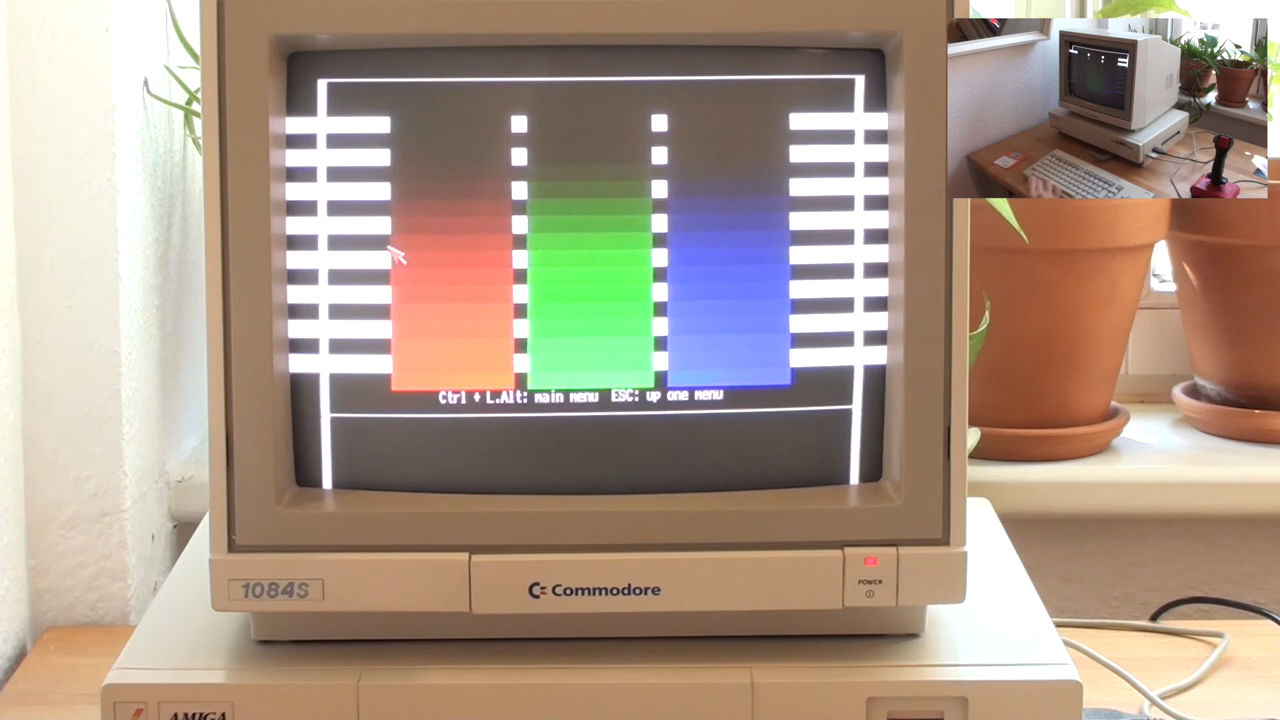 Ctrl + L.Alt: main menu ESC: up one menu
1084S
Commodore
POWER
AMIGA